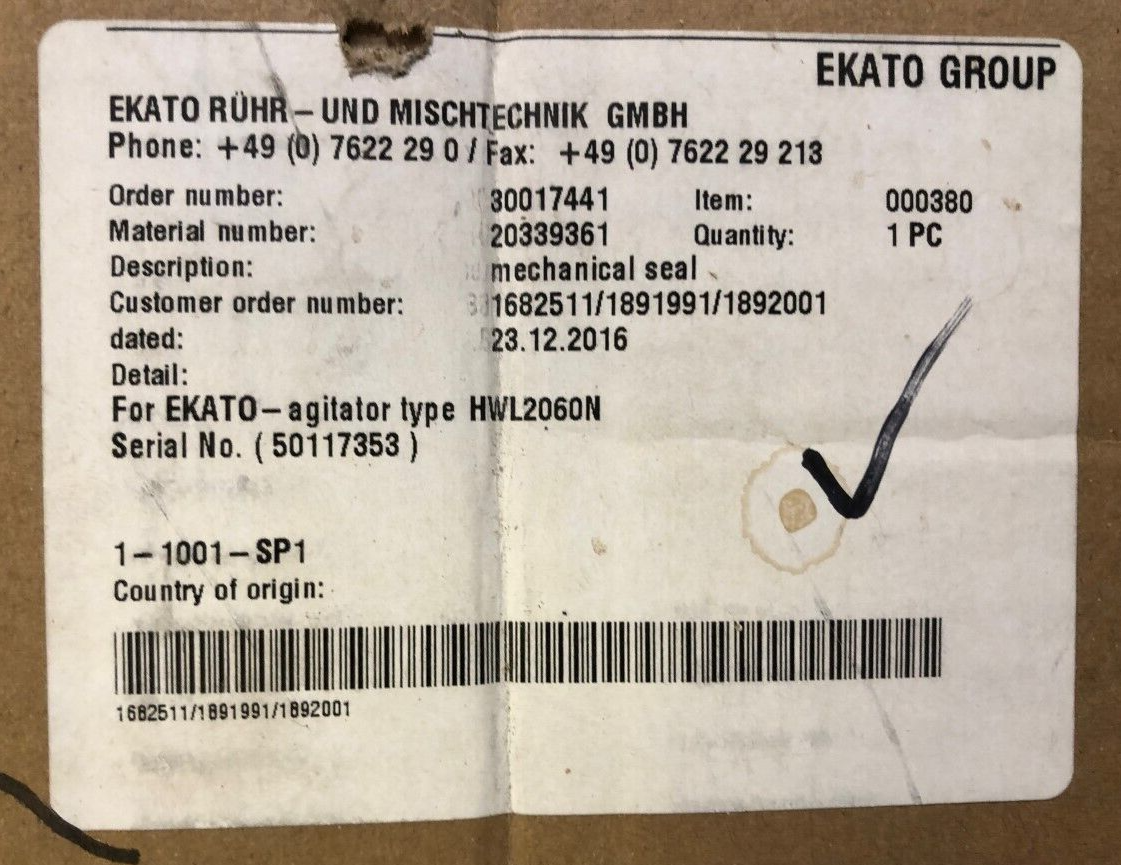 EKATO GROUP
EKATO RÜHR – UND MISCHTECHNIK GMBH
Phone: +49 (0) 7622 29 0 / Fax: +49 (0) 7622 29 213
Order number: 30017441 Item: 000380
Material number: 20339361 Quantity: 1 PC
Description: mechanical seal
Customer order number: 1682511/1891991/1892001
dated: 23.12.2016
Detail:
For EKATO – agitator type HWL2060N
Serial No. ( 50117353 )
1 – 1001 – SP1
Country of origin:
1682511/1891991/1892001